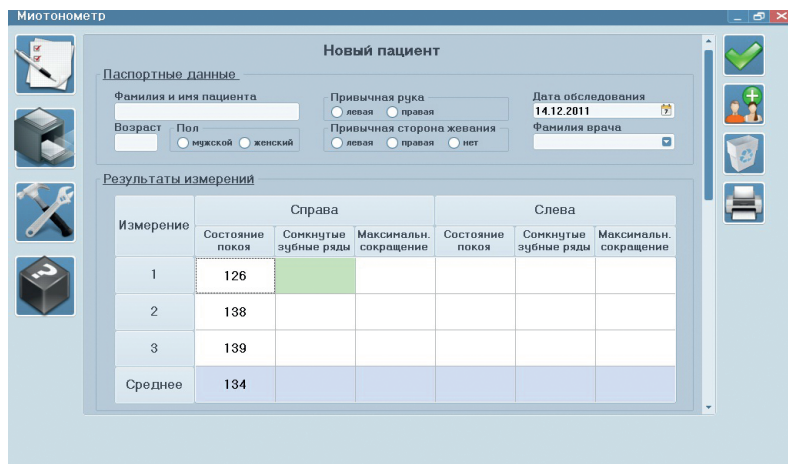 Миотонометр
Новый пациент
Паспортные данные
Фамилия и имя пациента
Привычная рука
левая правая
Дата обследования
14.12.2011
Возраст
Пол
мужской женский
Привычная сторона жевания
левая правая нет
Фамилия врача
Результаты измерений
Измерение
Справа
Слева
Состояние покоя
Сомкнутые зубные ряды
Максимальн. сокращение
Состояние покоя
Сомкнутые зубные ряды
Максимальн. сокращение
1 126
2 138
3 139
Среднее 134